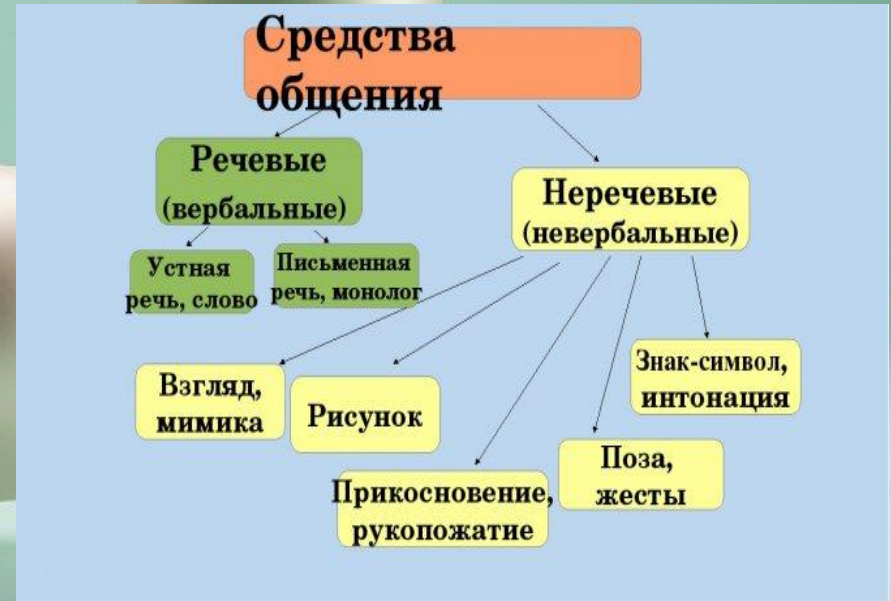 Средства
общения
Речевые
(вербальные)
Неречевые
(невербальные)
Устная
речь, слово
Письменная
речь, монолог
Взгляд,
мимика
Рисунок
Прикосновение,
рукопожатие
Поза,
жесты
Знак-символ,
интонация